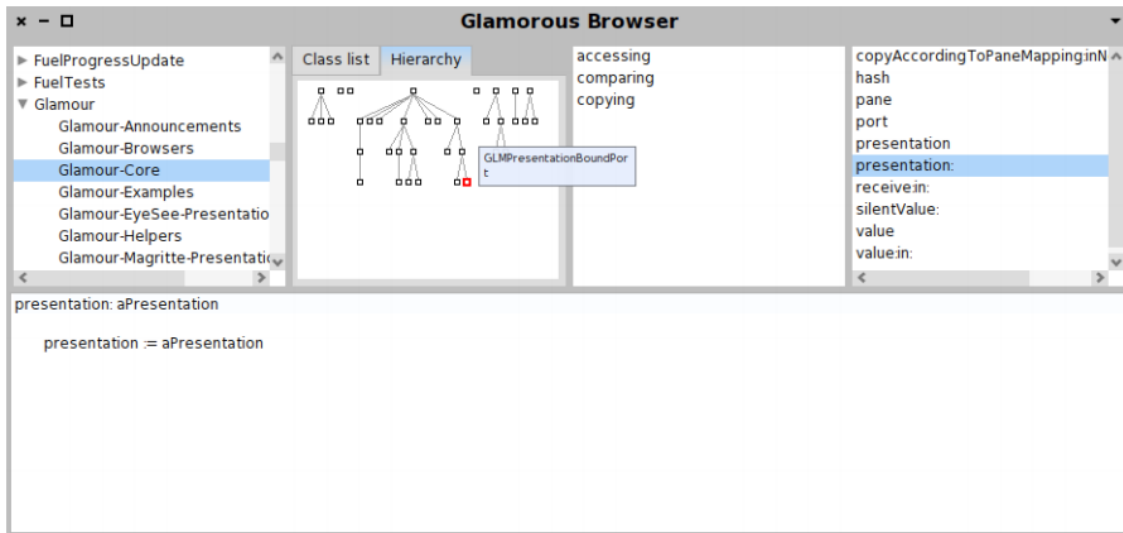 Glamorous Browser
FuelProgressUpdate
FuelTests
Glamour
Glamour-Announcements
Glamour-Browsers
Glamour-Core
Glamour-Examples
Glamour-EyeSee-Presentatio
Glamour-Helpers
Glamour-Magritte-Presentatic
Class list
Hierarchy
GLMPresentationBoundPor
t
accessing
comparing
copying
copyAccordingToPaneMapping:inN
hash
pane
port
presentation
presentation:
receive:in:
silentValue:
value
value:in:
presentation: aPresentation
presentation := aPresentation